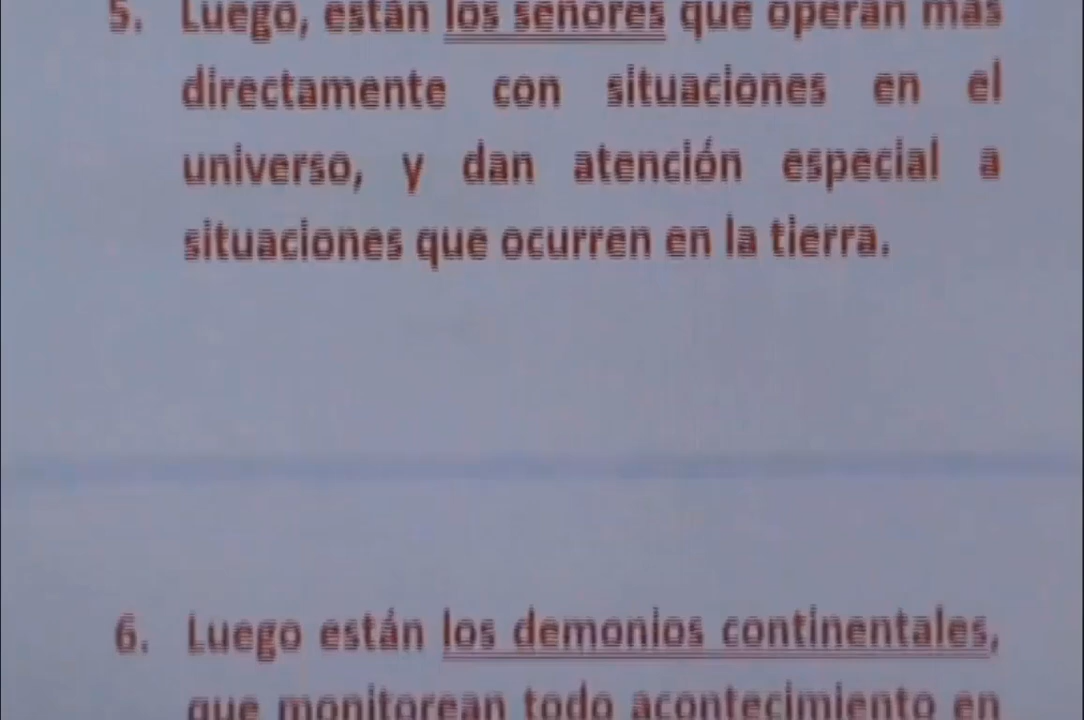 5. Luego, están los señores que operan más
directamente con situaciones en el
universo, y dan atención especial a
situaciones que ocurren en la tierra.
6. Luego están los demonios continentales,
que monitorean todo acontecimiento en